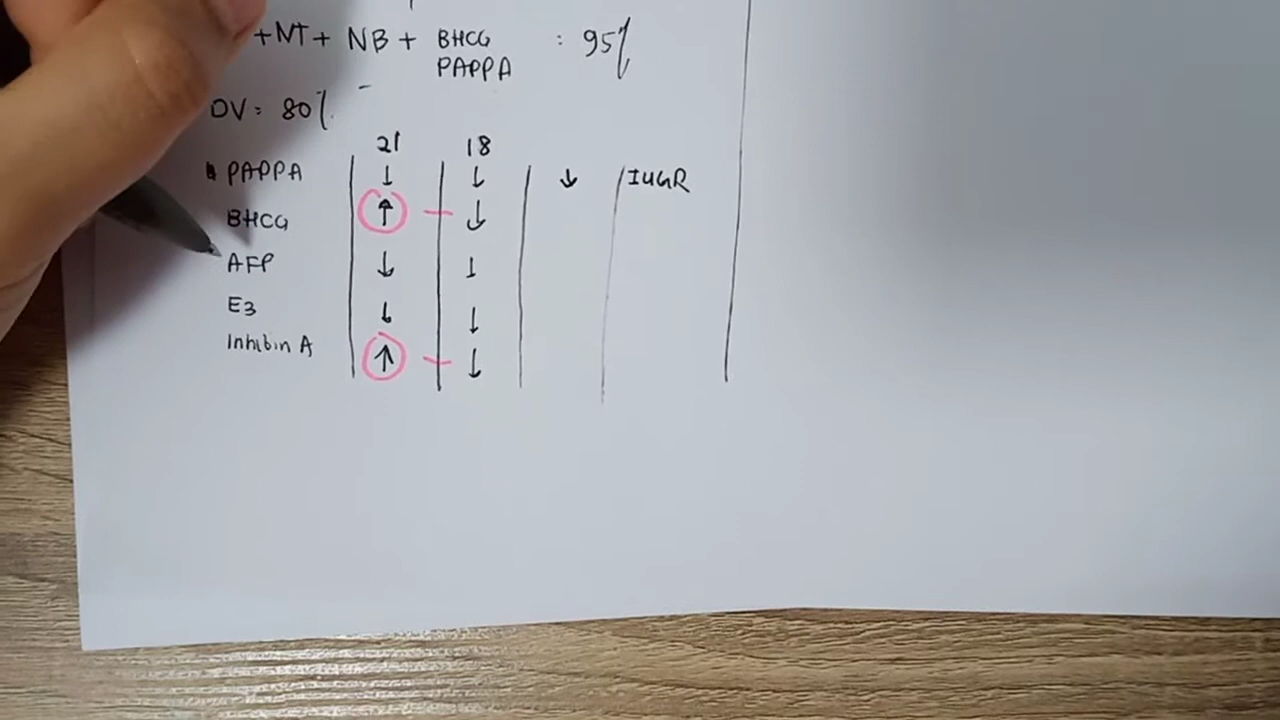 +NT+ NB + BHCG : 95%
PAPPA
DV = 80%
21 18
PAPPA ↓ ↓ ↓ IUGR
BHCG ↑ ↓
AFP ↓ ↓
E3 ↓ ↓
Inhibin A ↑ ↓